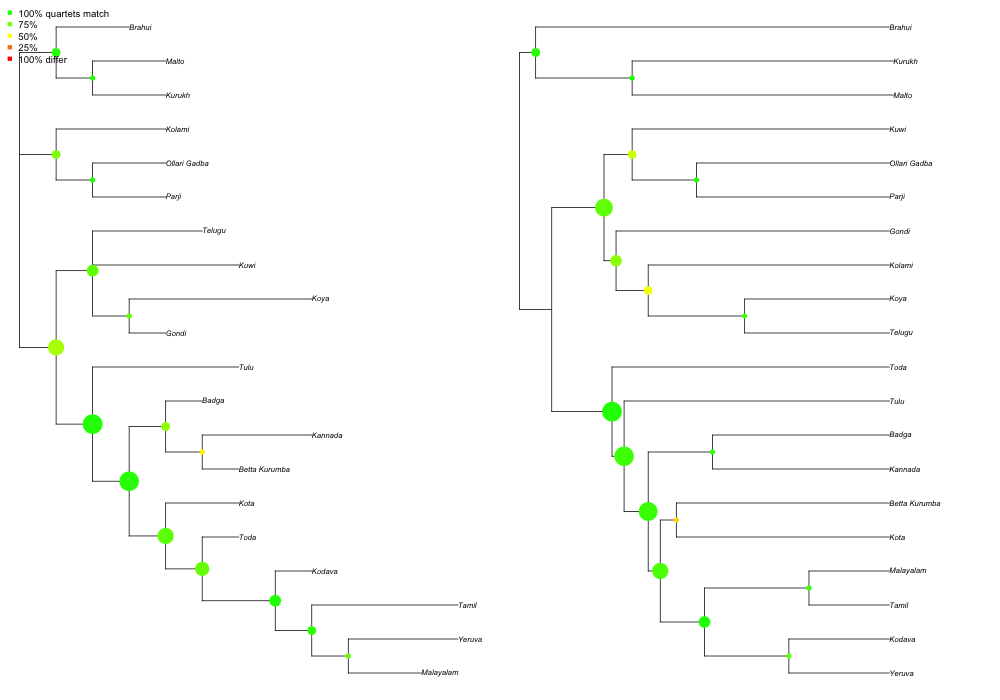 100% quartets match
75%
50%
25%
100% differ
Brahui
Malto
Kurukh
Kolami
Ollari Gadba
Parji
Telugu
Kuwi
Koya
Gondi
Tulu
Badga
Kannada
Betta Kurumba
Kota
Toda
Kodava
Tamil
Yeruva
Malayalam
Brahui
Kurukh
Malto
Kuwi
Ollari Gadba
Parji
Gondi
Kolami
Koya
Telugu
Toda
Tulu
Badga
Kannada
Betta Kurumba
Kota
Malayalam
Tamil
Kodava
Yeruva